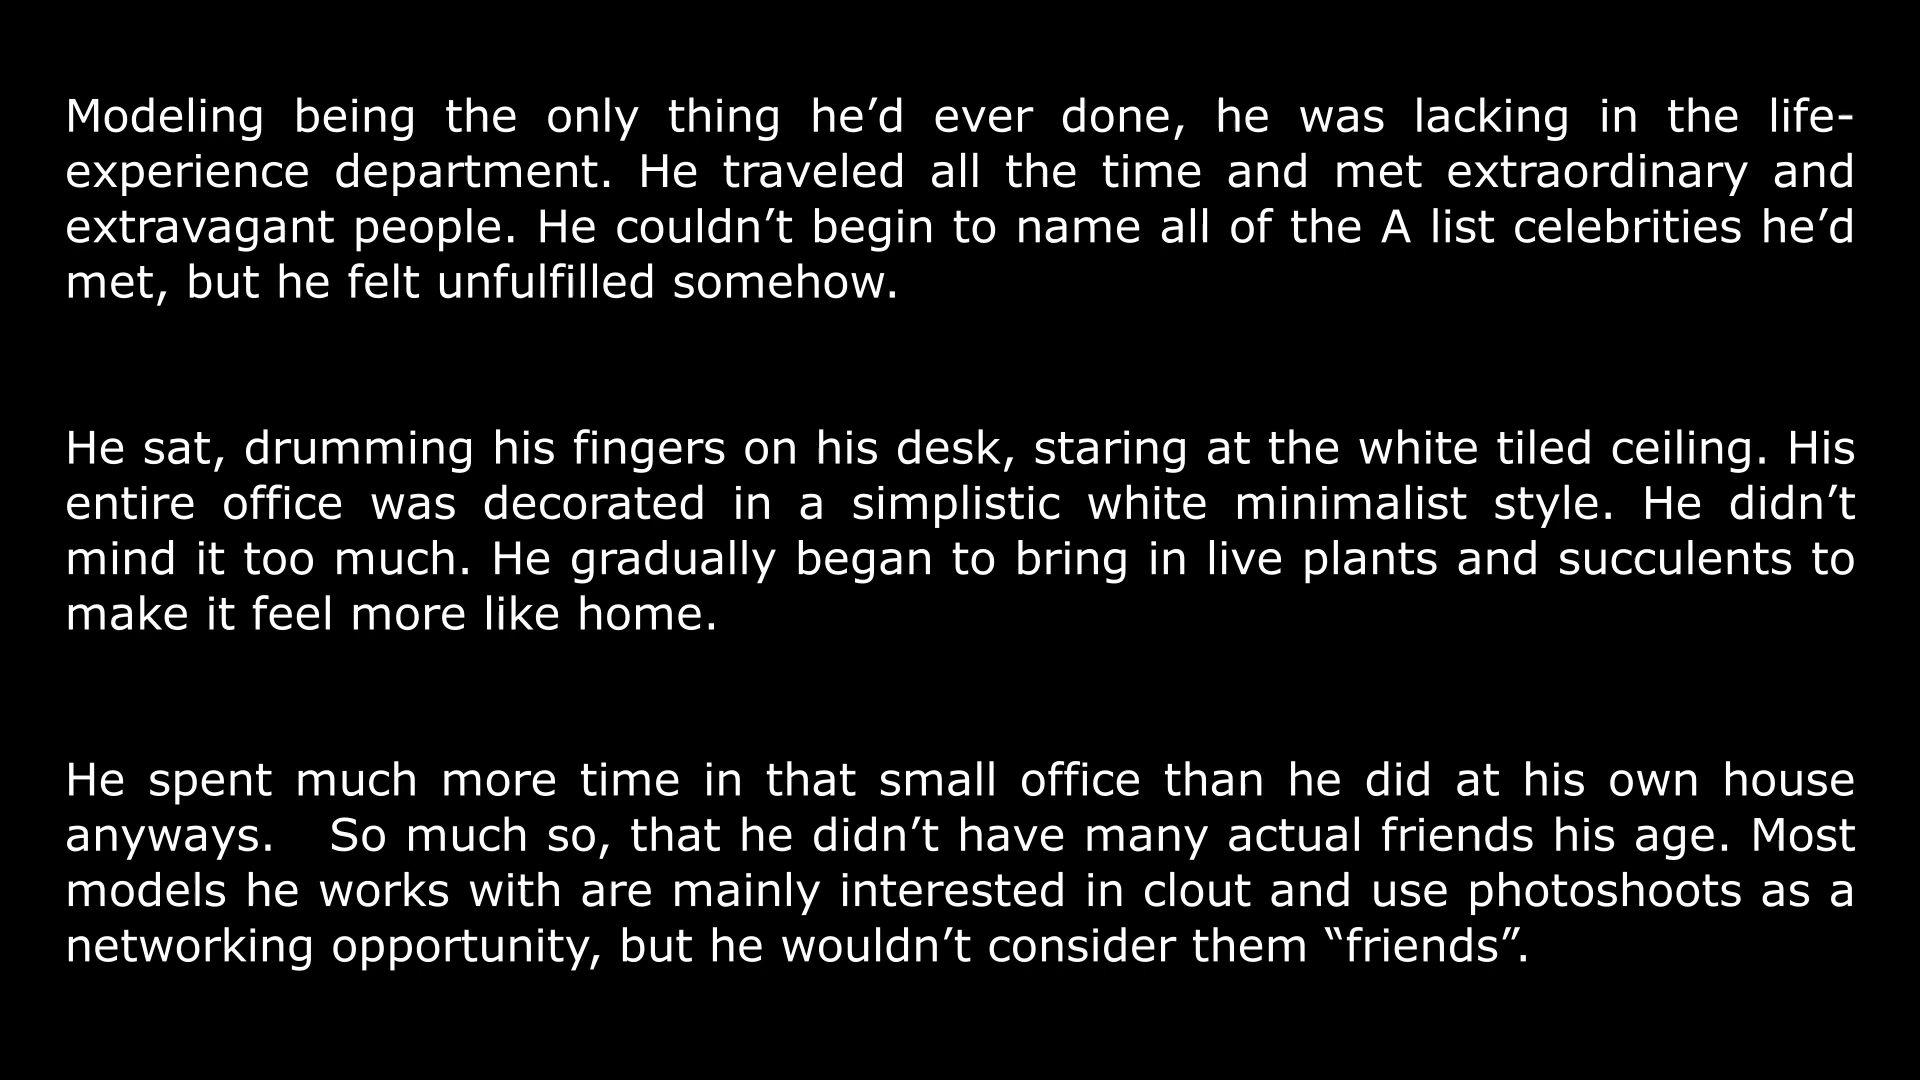 Modeling being the only thing he’d ever done, he was lacking in the life-
experience department. He traveled all the time and met extraordinary and
extravagant people. He couldn’t begin to name all of the A list celebrities he’d
met, but he felt unfulfilled somehow.
He sat, drumming his fingers on his desk, staring at the white tiled ceiling. His
entire office was decorated in a simplistic white minimalist style. He didn’t
mind it too much. He gradually began to bring in live plants and succulents to
make it feel more like home.
He spent much more time in that small office than he did at his own house
anyways.   So much so, that he didn’t have many actual friends his age. Most
models he works with are mainly interested in clout and use photoshoots as a
networking opportunity, but he wouldn’t consider them “friends”.